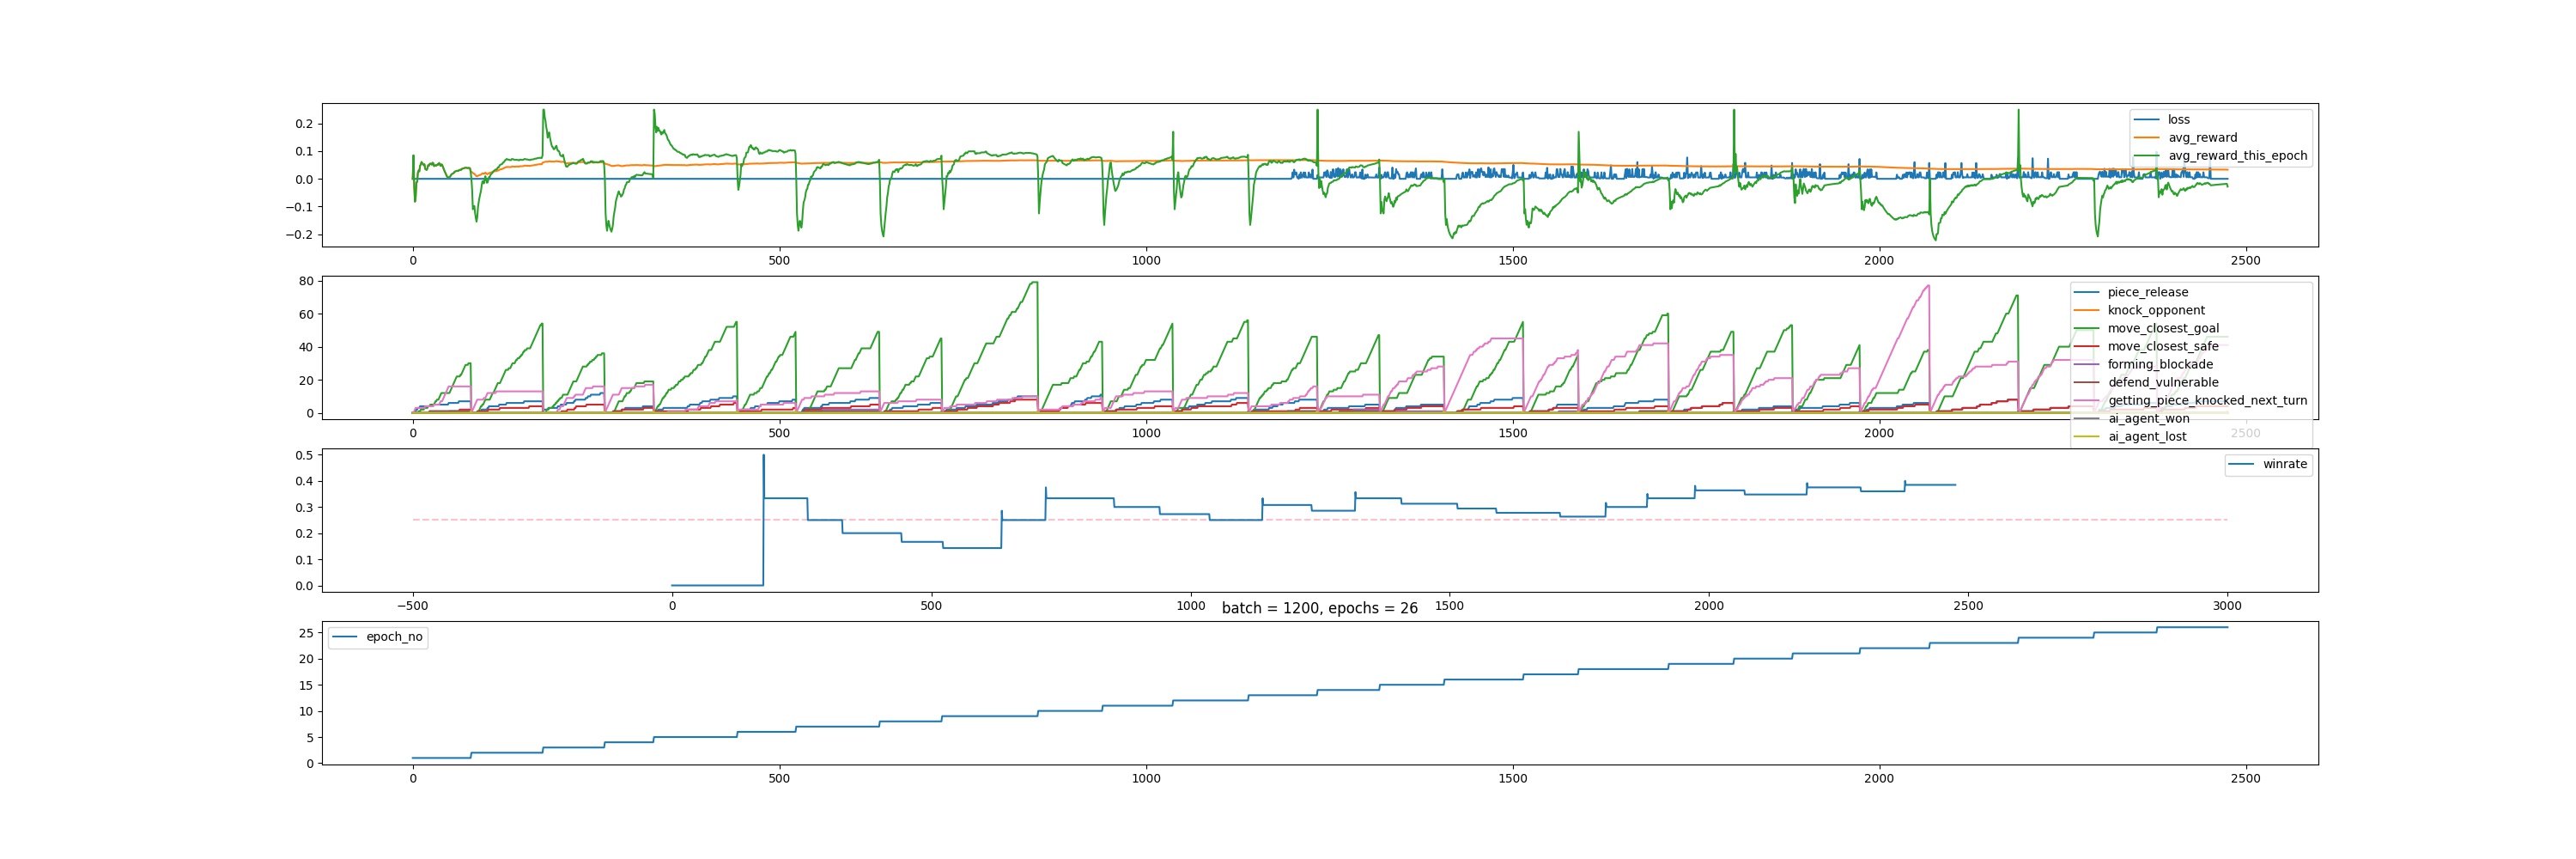 0.2
0.1
0.0
−0.1
−0.2
loss
avg_reward
avg_reward_this_epoch
0 500 1000 1500 2000 2500
80
60
40
20
0
piece_release
knock_opponent
move_closest_goal
move_closest_safe
forming_blockade
defend_vulnerable
getting_piece_knocked_next_turn
ai_agent_won
ai_agent_lost
0 500 1000 1500 2000 2500
0.5
0.4
0.3
0.2
0.1
0.0
winrate
−500 0 500 1000 1500 2000 2500 3000
batch = 1200, epochs = 26
25
20
15
10
5
0
epoch_no
0 500 1000 1500 2000 2500